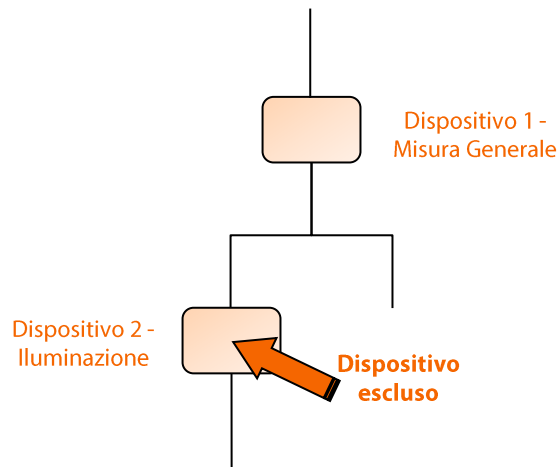 Dispositivo 1 -
Misura Generale
Dispositivo 2 -
Iluminazione
Dispositivo
escluso